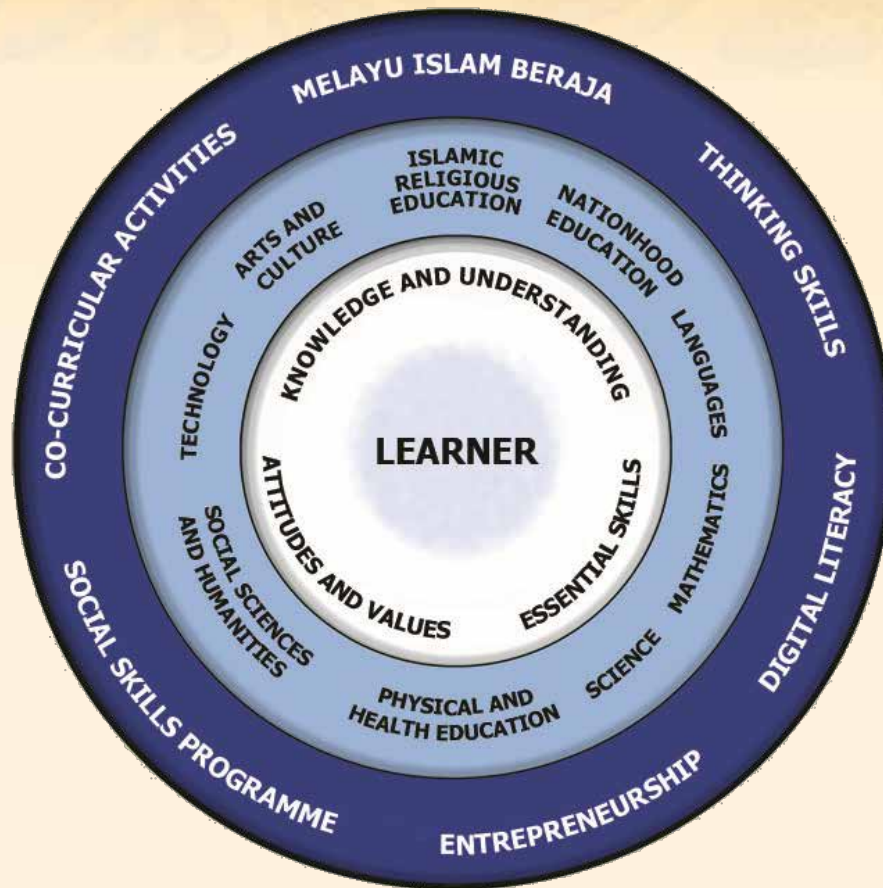 MELAYU ISLAM BERAJA
THINKING SKIILS
DIGITAL LITERACY
ENTREPRENEURSHIP
SOCIAL SKILLS PROGRAMME
CO-CURRICULAR ACTIVITIES
ISLAMIC
RELIGIOUS
EDUCATION
NATIONHOOD
EDUCATION
LANGUAGES
MATHEMATICS
SCIENCE
PHYSICAL AND
HEALTH EDUCATION
SOCIAL SCIENCES
AND HUMANITIES
TECHNOLOGY
ARTS AND
CULTURE
KNOWLEDGE AND UNDERSTANDING
ESSENTIAL SKILLS
ATTITUDES AND VALUES
LEARNER